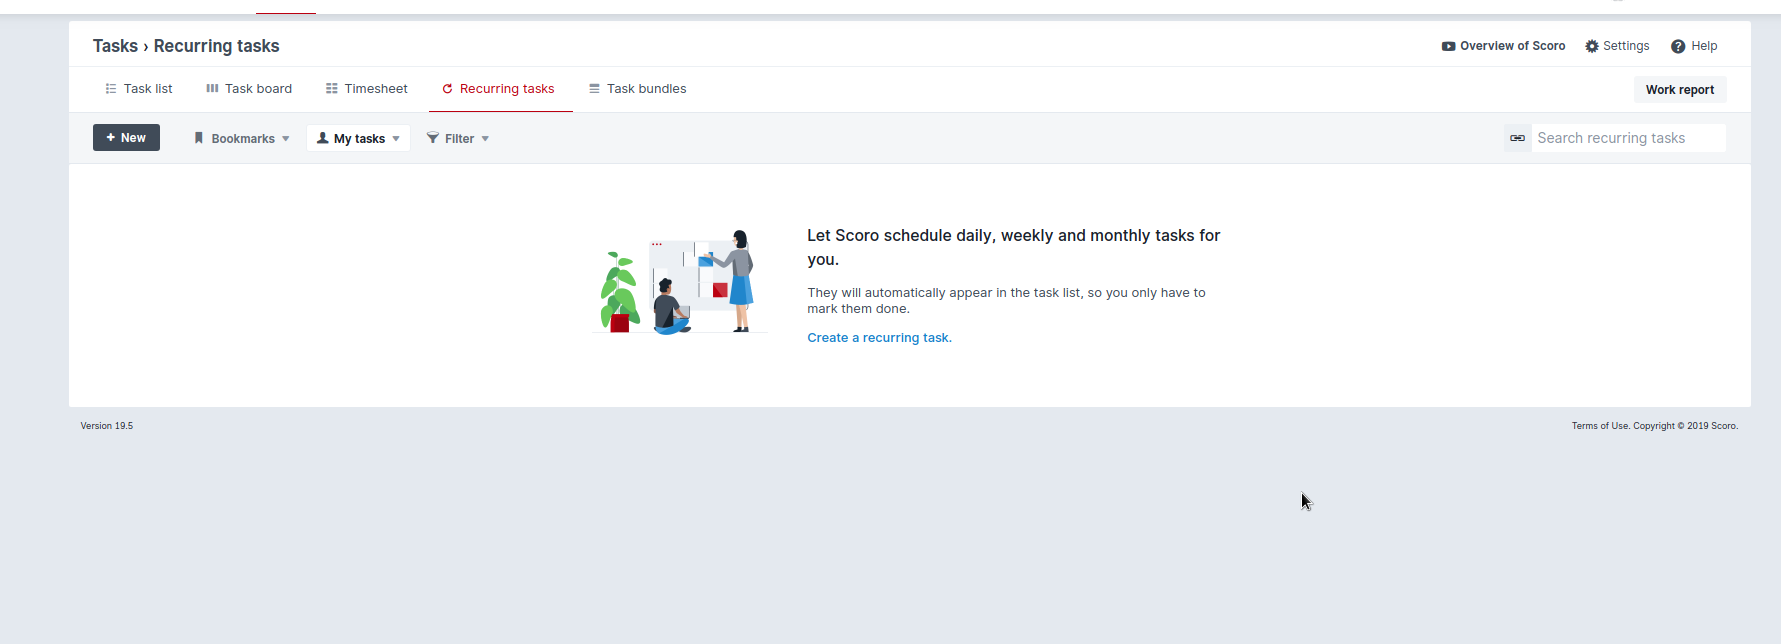 Tasks › Recurring tasks
Overview of Scoro
Settings
Help
Task list
Task board
Timesheet
Recurring tasks
Task bundles
Work report
+ New
Bookmarks
My tasks
Filter
Search recurring tasks
Let Scoro schedule daily, weekly and monthly tasks for
you.
They will automatically appear in the task list, so you only have to
mark them done.
Create a recurring task.
Version 19.5
Terms of Use. Copyright © 2019 Scoro.